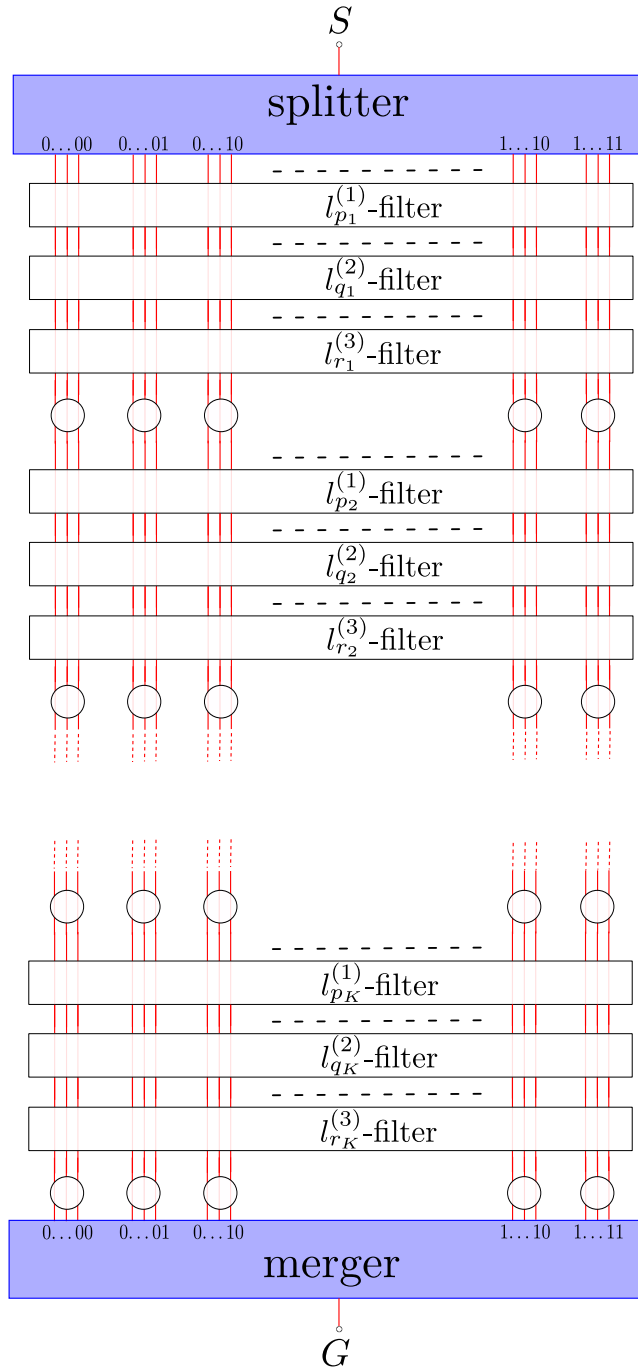 S
splitter
0…00 0…01 0…10 1…10 1…11
$l_{p_1}^{(1)}$-filter
$l_{q_1}^{(2)}$-filter
$l_{r_1}^{(3)}$-filter
$l_{p_2}^{(1)}$-filter
$l_{q_2}^{(2)}$-filter
$l_{r_2}^{(3)}$-filter
$l_{p_K}^{(1)}$-filter
$l_{q_K}^{(2)}$-filter
$l_{r_K}^{(3)}$-filter
0…00 0…01 0…10 1…10 1…11
merger
G